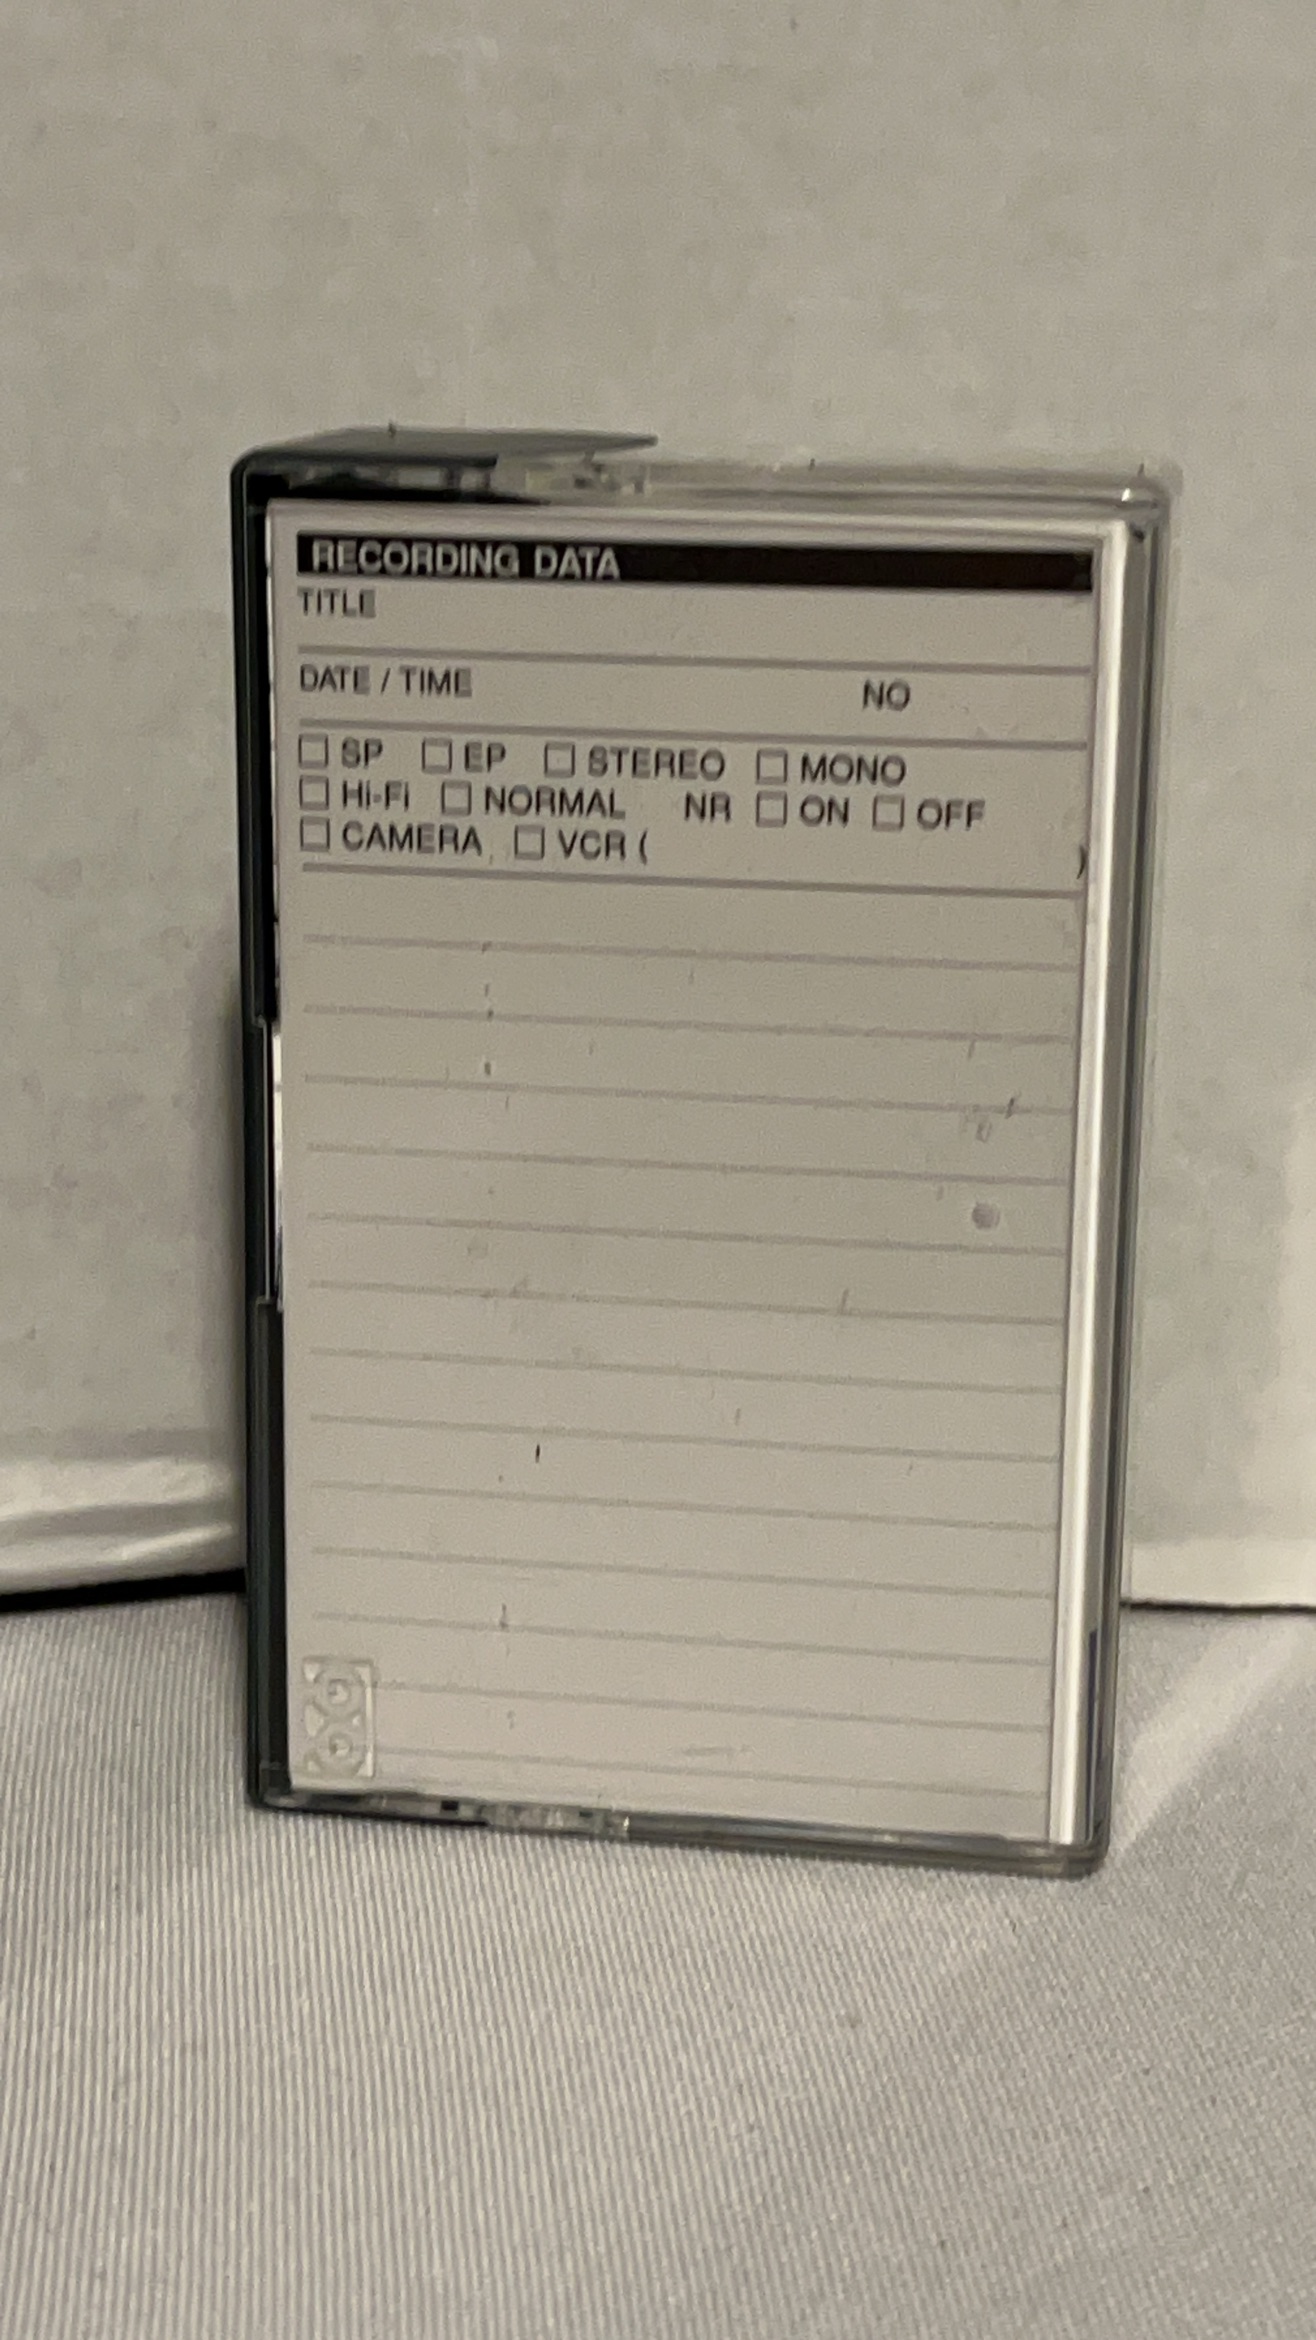 RECORDING DATA
TITLE
DATE / TIME NO
☐ SP ☐ EP ☐ STEREO ☐ MONO
☐ Hi-Fi ☐ NORMAL NR ☐ ON ☐ OFF
☐ CAMERA ☐ VCR ( )